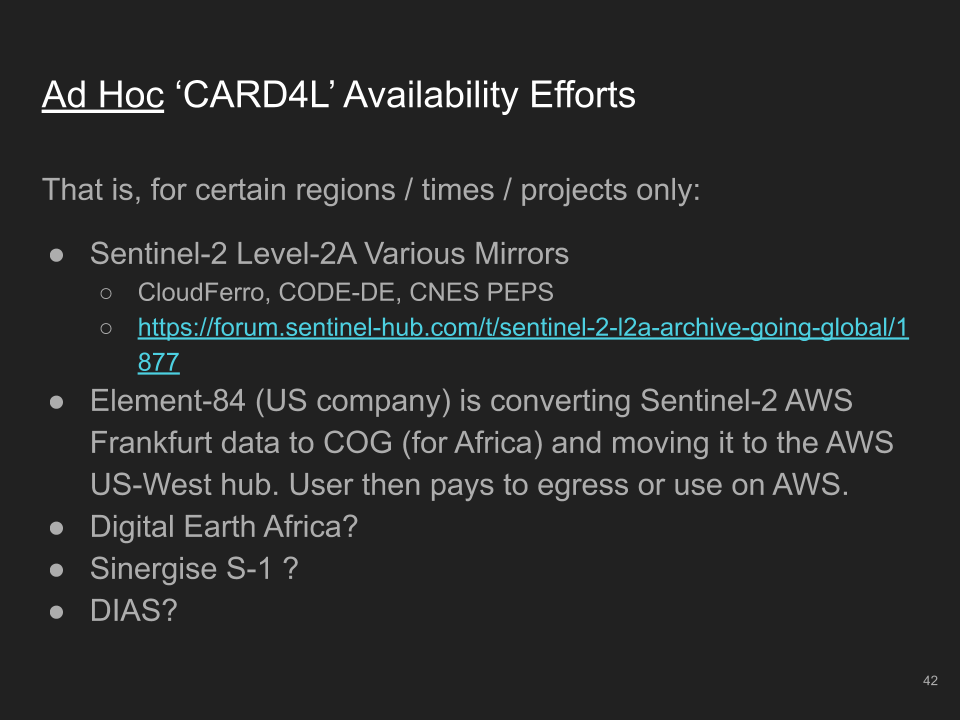 Ad Hoc ‘CARD4L’ Availability Efforts
That is, for certain regions / times / projects only:
● Sentinel-2 Level-2A Various Mirrors
○ CloudFerro, CODE-DE, CNES PEPS
○ https://forum.sentinel-hub.com/t/sentinel-2-l2a-archive-going-global/1
877
● Element-84 (US company) is converting Sentinel-2 AWS
Frankfurt data to COG (for Africa) and moving it to the AWS
US-West hub. User then pays to egress or use on AWS.
● Digital Earth Africa?
● Sinergise S-1 ?
● DIAS?
42